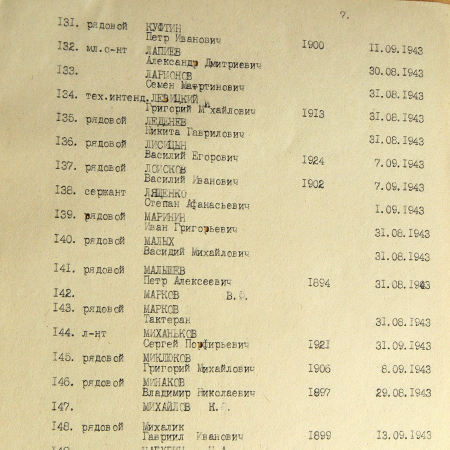 7.
131. рядовой КУФТИН
Петр Иванович 1900 11.09.1943
132. мл.с-нт ЛАПИЕВ
Александр Дмитриевич 30.08.1943
133. ЛАРИОНОВ
Семен Мартинович 31.08.1943
134. тех.интенд. ЛЕВИЦКИЙ
Григорий Михайлович 1913 31.08.1943
135. рядовой ЛЕДЕНЕВ
Никита Гаврилович 31.08.1943
136. рядовой ЛИСИЦЫН
Василий Егорович 1924 7.09.1943
137. рядовой ЛОСКОВ
Василий Иванович 1902 7.09.1943
138. сержант ЛЯЩЕНКО
Степан Афанасьевич 1.09.1943
139. рядовой МАРИНИН
Иван Григорьевич 31.08.1943
140. рядовой МАЛЫХ
Василий Михайлович 31.08.1943
141. рядовой МАЛЫШЕВ
Петр Алексеевич 1894 31.08.1943
142. МАРКОВ
143. рядовой МАРКОВ
Тактеран 31.08.1943
144. л-нт МИХАНЬКОВ
Сергей Порфирьевич 1921 31.09.1943
145. рядовой МИКЛЮКОВ
Григорий Михайлович 1906 8.09.1943
146. рядовой МИНАКОВ
Владимир Николаевич 1897 29.08.1943
147. МИХАЙЛОВ
148. рядовой Михалик
Гавриил Иванович 1899 13.09.1943